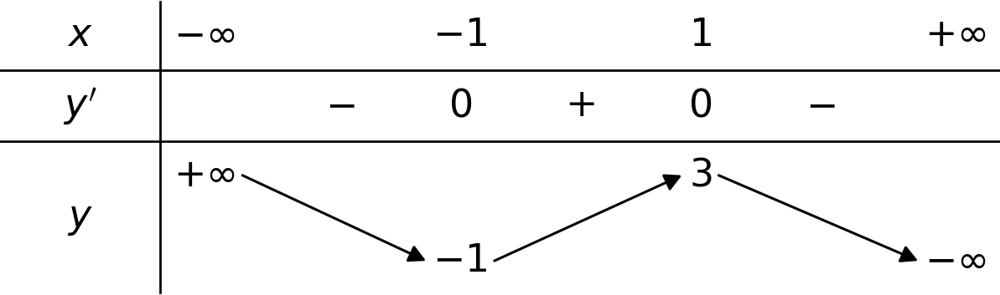 x −∞ −1 1 +∞
y′ − 0 + 0 −
+∞ 3
y
−1 −∞